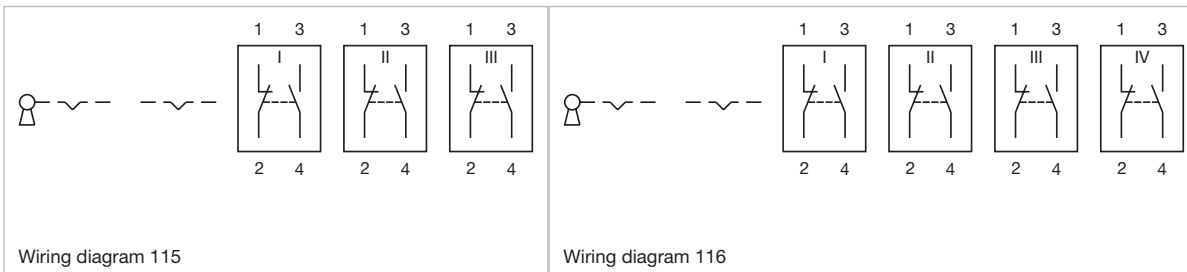 1 3 1 3 1 3
I II III
2 4 2 4 2 4
Wiring diagram 115
1 3 1 3 1 3 1 3
I II III IV
2 4 2 4 2 4 2 4
Wiring diagram 116